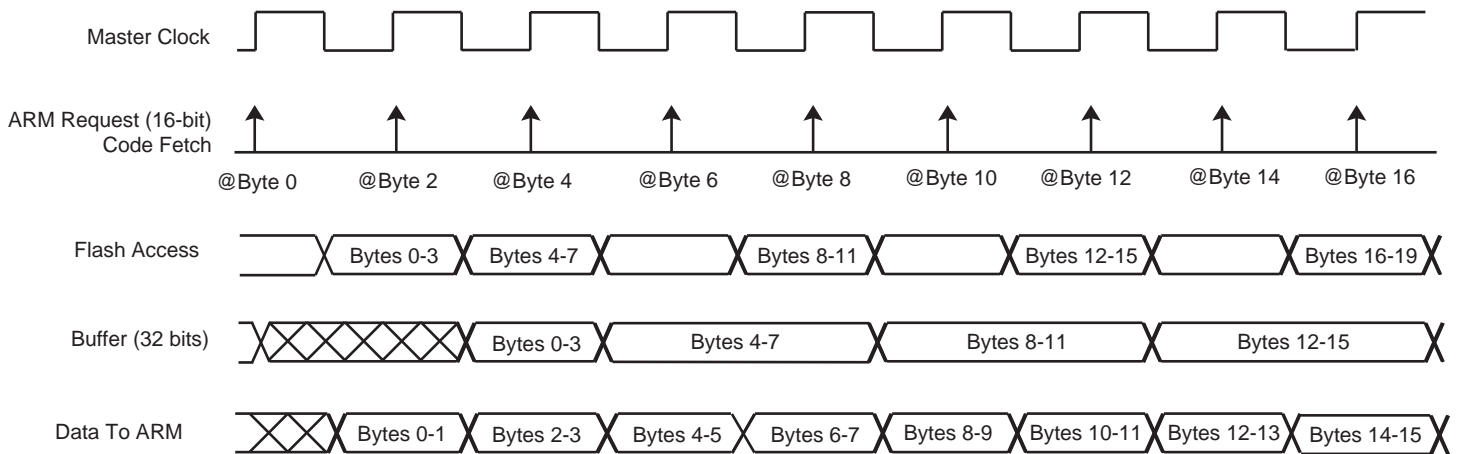 Master Clock
ARM Request (16-bit)
Code Fetch
@Byte 0 @Byte 2 @Byte 4 @Byte 6 @Byte 8 @Byte 10 @Byte 12 @Byte 14 @Byte 16
Flash Access Bytes 0-3 Bytes 4-7 Bytes 8-11 Bytes 12-15 Bytes 16-19
Buffer (32 bits) Bytes 0-3 Bytes 4-7 Bytes 8-11 Bytes 12-15
Data To ARM Bytes 0-1 Bytes 2-3 Bytes 4-5 Bytes 6-7 Bytes 8-9 Bytes 10-11 Bytes 12-13 Bytes 14-15